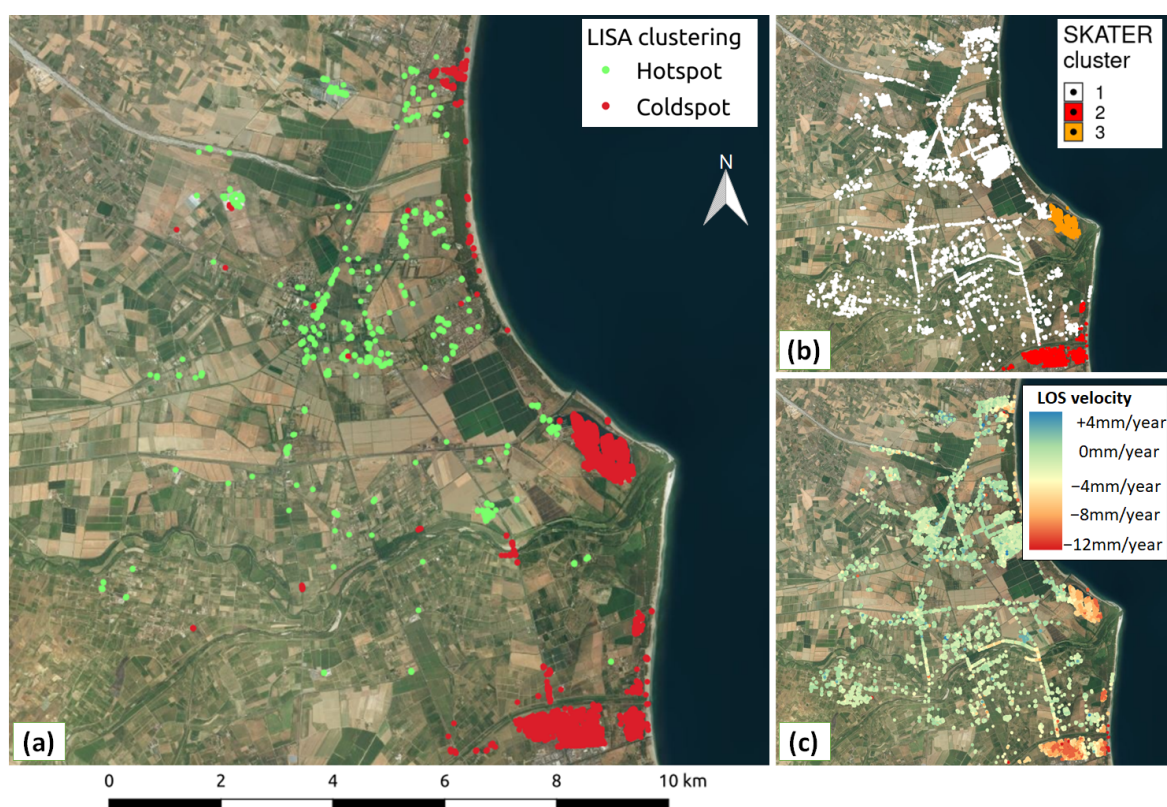 LISA clustering
Hotspot
Coldspot
N
(a)
0 2 4 6 8 10 km
SKATER
cluster
1
2
3
(b)
LOS velocity
+4mm/year
0mm/year
−4mm/year
−8mm/year
−12mm/year
(c)